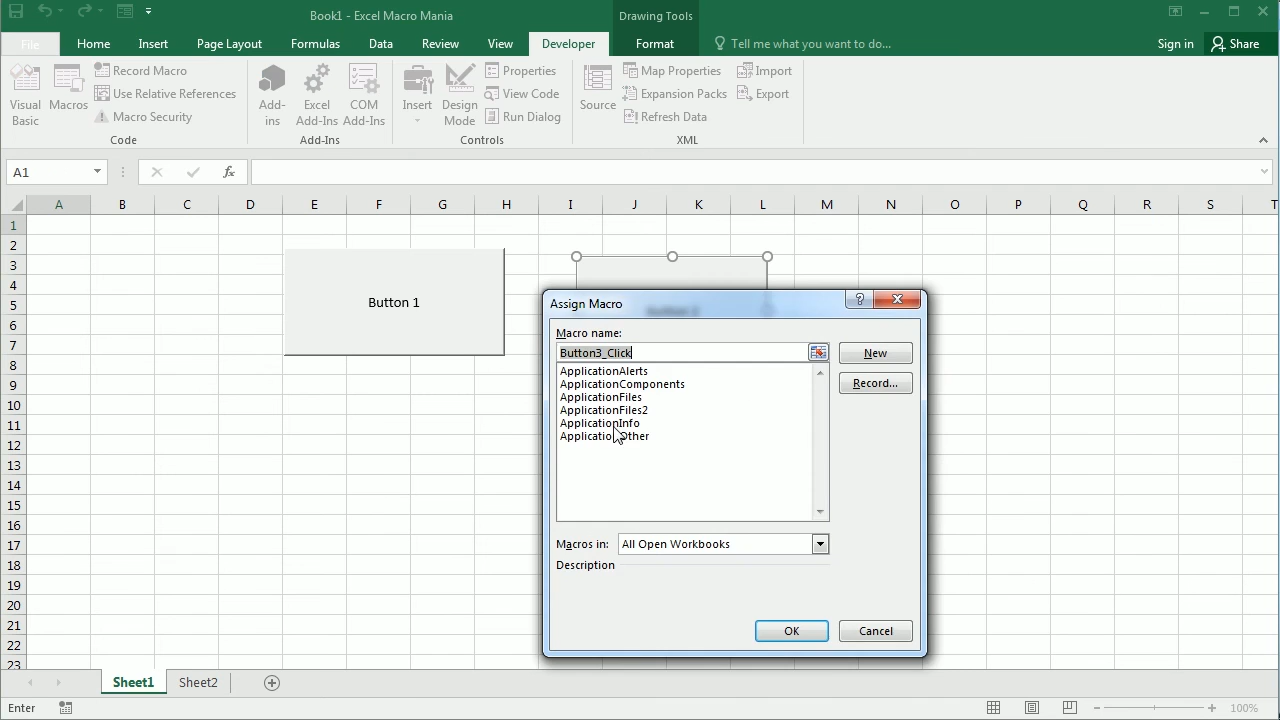 Book1 - Excel Macro Mania
Drawing Tools
File Home Insert Page Layout Formulas Data Review View Developer Format Tell me what you want to do... Sign in Share
Visual Basic
Macros
Record Macro
Use Relative References
Macro Security
Code
Add-ins
Excel Add-Ins
COM Add-Ins
Add-Ins
Insert
Design Mode
Properties
View Code
Run Dialog
Controls
Source
Map Properties
Expansion Packs
Refresh Data
Import
Export
XML
A1
fx
A B C D E F G H I J K L M N O P Q R S T
1
2
3
4
5
6
7
8
9
10
11
12
13
14
15
16
17
18
19
20
21
22
23
Button 1
Assign Macro
?
Macro name:
Button3_Click
New
Record...
ApplicationAlerts
ApplicationComponents
ApplicationFiles
ApplicationFiles2
ApplicationInfo
ApplicationOther
Macros in: All Open Workbooks
Description
OK Cancel
Sheet1 Sheet2
Enter
100%